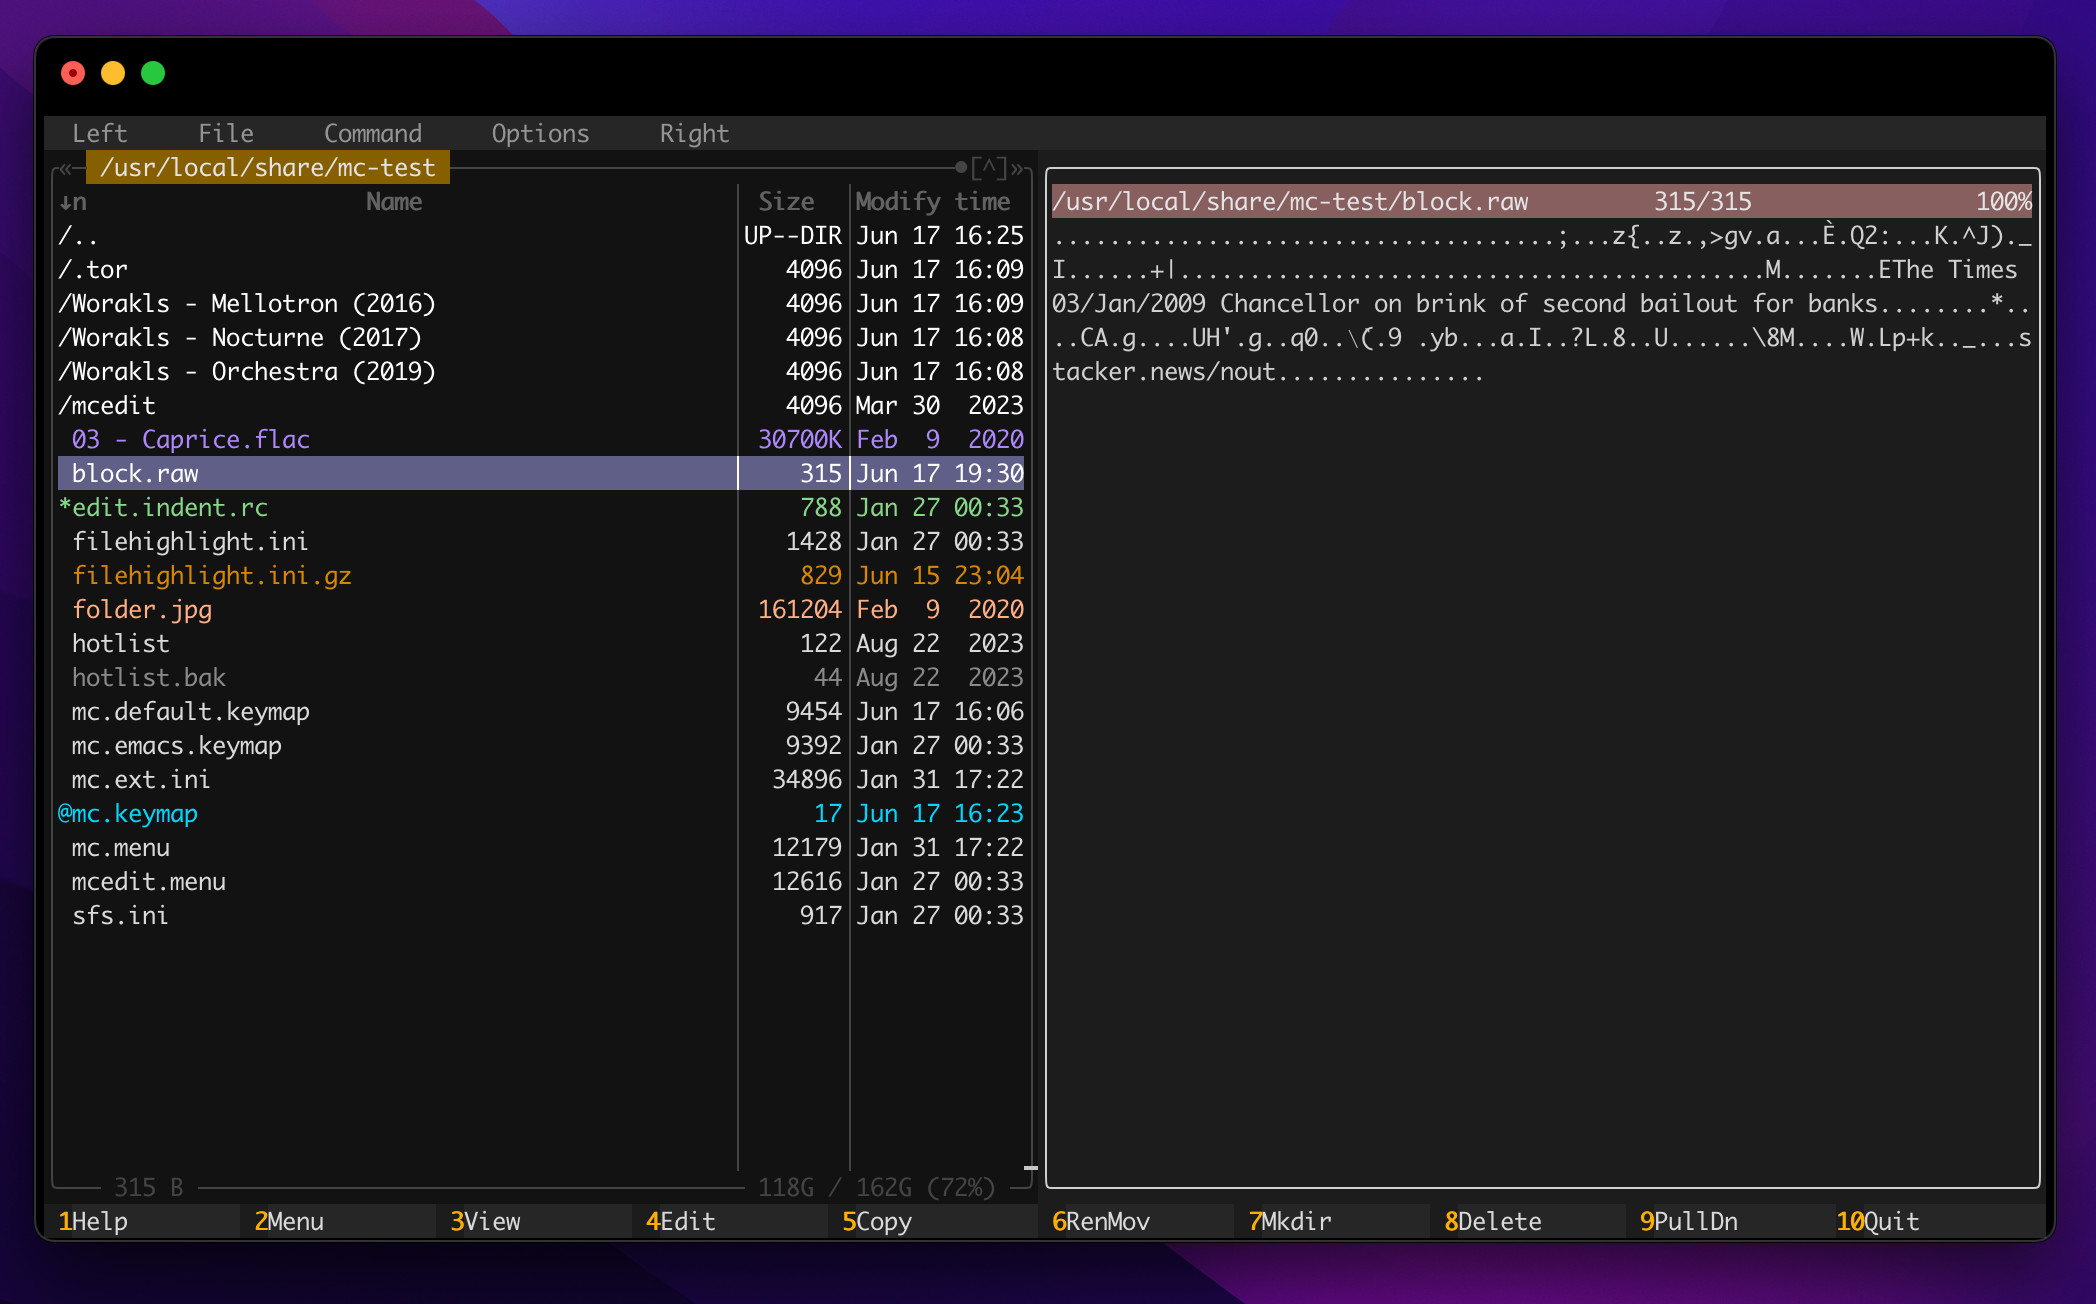 Left File Command Options Right
«─ /usr/local/share/mc-test ─●[^]»
↓n Name Size Modify time
/.. UP--DIR Jun 17 16:25
/.tor 4096 Jun 17 16:09
/Worakls - Mellotron (2016) 4096 Jun 17 16:09
/Worakls - Nocturne (2017) 4096 Jun 17 16:08
/Worakls - Orchestra (2019) 4096 Jun 17 16:08
/mcedit 4096 Mar 30 2023
03 - Caprice.flac 30700K Feb 9 2020
block.raw 315 Jun 17 19:30
*edit.indent.rc 788 Jan 27 00:33
filehighlight.ini 1428 Jan 27 00:33
filehighlight.ini.gz 829 Jun 15 23:04
folder.jpg 161204 Feb 9 2020
hotlist 122 Aug 22 2023
hotlist.bak 44 Aug 22 2023
mc.default.keymap 9454 Jun 17 16:06
mc.emacs.keymap 9392 Jan 27 00:33
mc.ext.ini 34896 Jan 31 17:22
@mc.keymap 17 Jun 17 16:23
mc.menu 12179 Jan 31 17:22
mcedit.menu 12616 Jan 27 00:33
sfs.ini 917 Jan 27 00:33
315 B 118G / 162G (72%)
/usr/local/share/mc-test/block.raw 315/315 100%
....................................;...z{..z.,>gv.a...È.Q2:...K.^J)._
I......+|..........................................M.......EThe Times
03/Jan/2009 Chancellor on brink of second bailout for banks........*..
..CA.g....UH'.g..q0..\(.9 .yb...a.I..?L.8..U......\8M....W.Lp+k.._...s
tacker.news/nout...............
1Help 2Menu 3View 4Edit 5Copy 6RenMov 7Mkdir 8Delete 9PullDn 10Quit